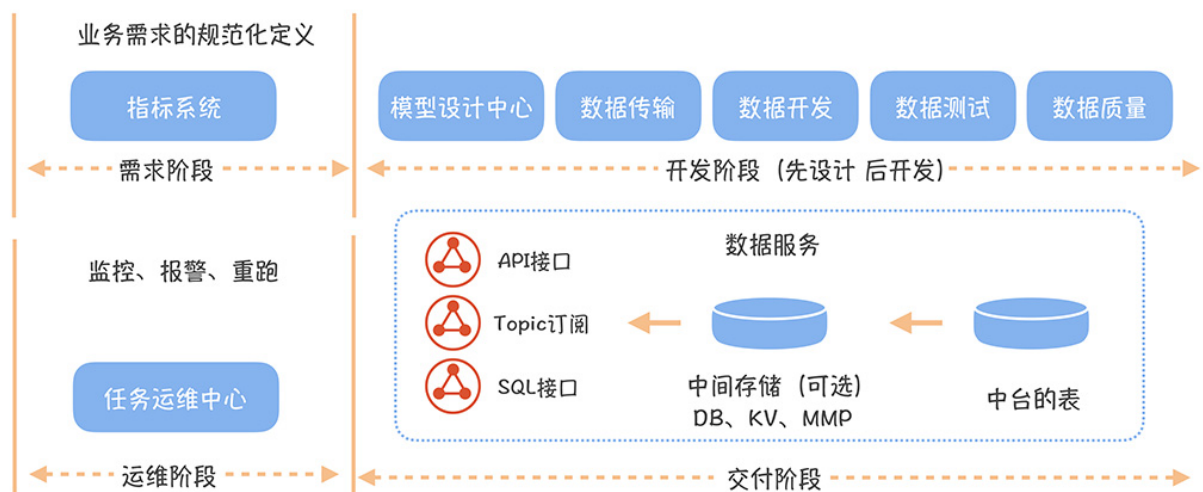 业务需求的规范化定义
指标系统
模型设计中心
数据传输
数据开发
数据测试
数据质量
需求阶段
开发阶段（先设计 后开发）
监控、报警、重跑
任务运维中心
数据服务
API接口
Topic订阅
SQL接口
中间存储（可选）
DB、KV、MMP
中台的表
运维阶段
交付阶段